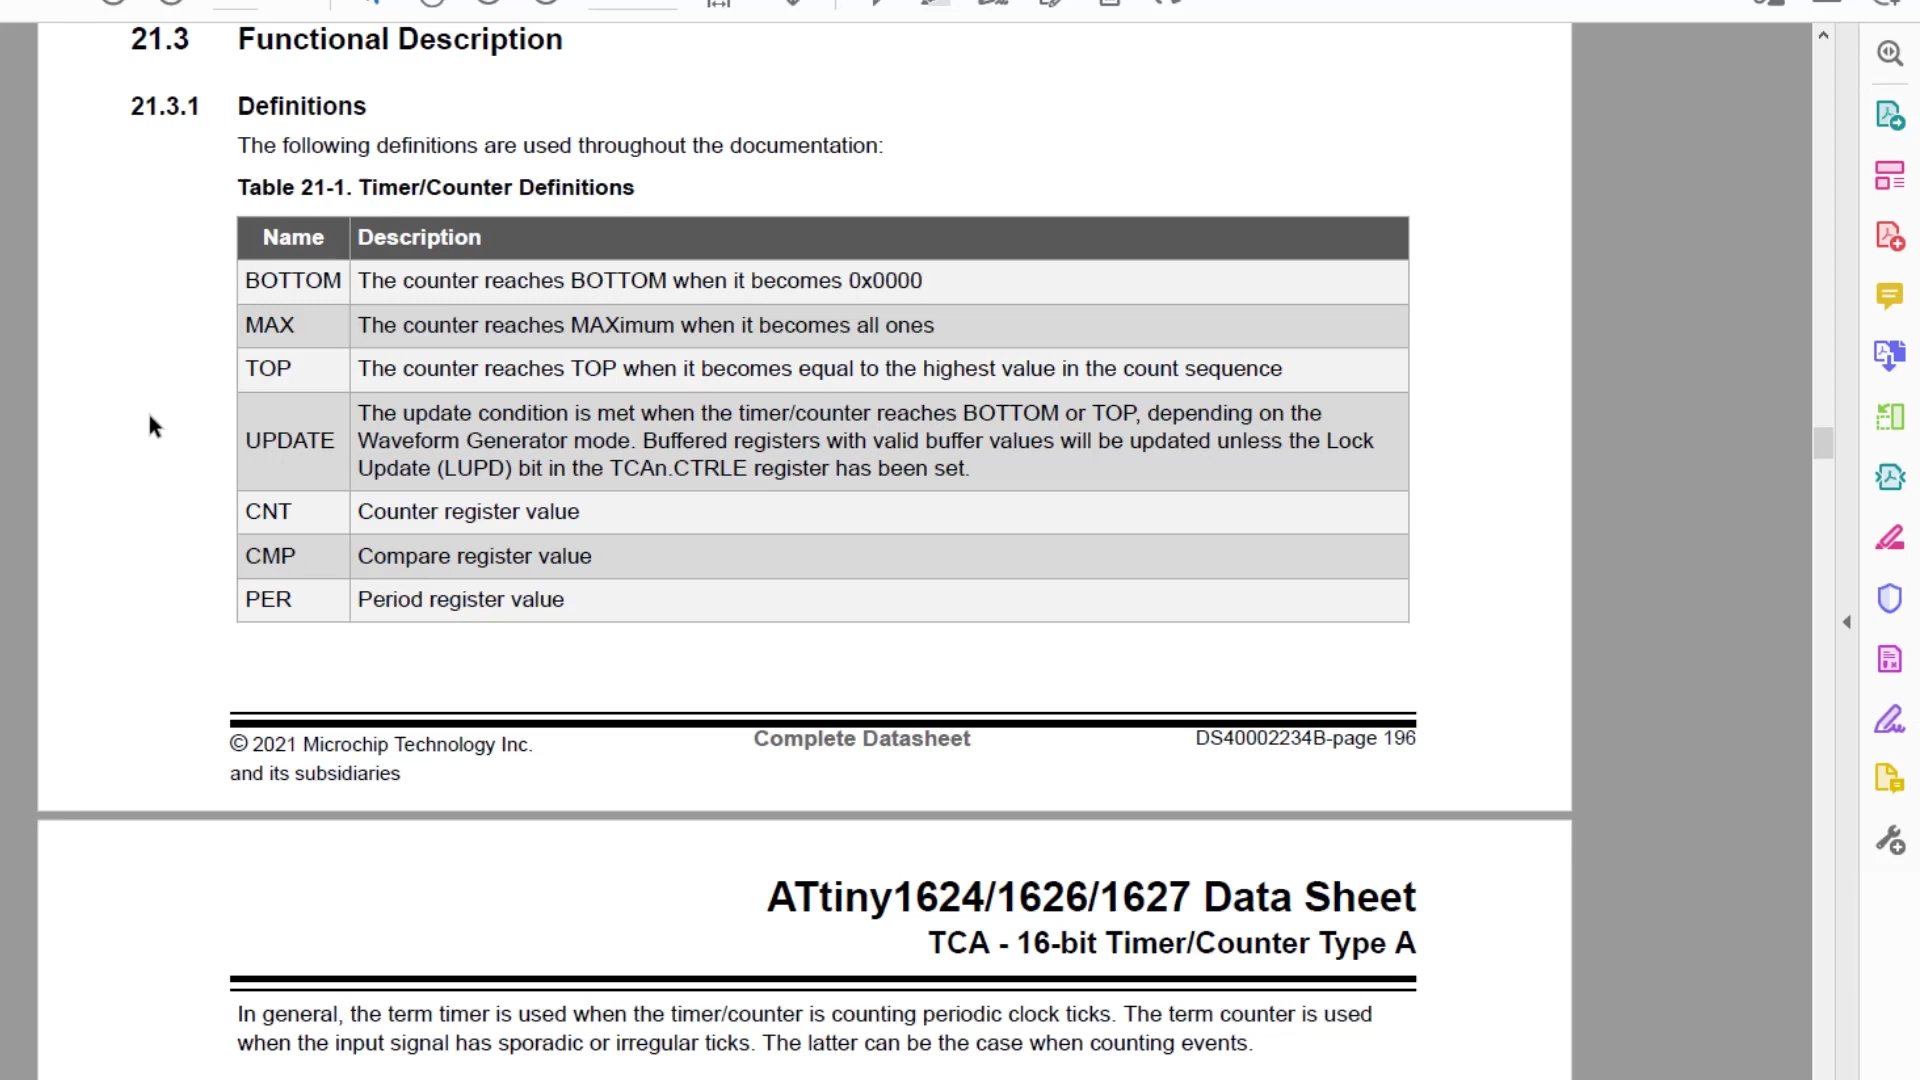 21.3 Functional Description
21.3.1 Definitions
The following definitions are used throughout the documentation:
Table 21-1. Timer/Counter Definitions
Name Description
BOTTOM The counter reaches BOTTOM when it becomes 0x0000
MAX The counter reaches MAXimum when it becomes all ones
TOP The counter reaches TOP when it becomes equal to the highest value in the count sequence
The update condition is met when the timer/counter reaches BOTTOM or TOP, depending on the
UPDATE Waveform Generator mode. Buffered registers with valid buffer values will be updated unless the Lock
Update (LUPD) bit in the TCAn.CTRLE register has been set.
CNT Counter register value
CMP Compare register value
PER Period register value
© 2021 Microchip Technology Inc. Complete Datasheet DS40002234B-page 196
and its subsidiaries
ATtiny1624/1626/1627 Data Sheet
TCA - 16-bit Timer/Counter Type A
In general, the term timer is used when the timer/counter is counting periodic clock ticks. The term counter is used
when the input signal has sporadic or irregular ticks. The latter can be the case when counting events.